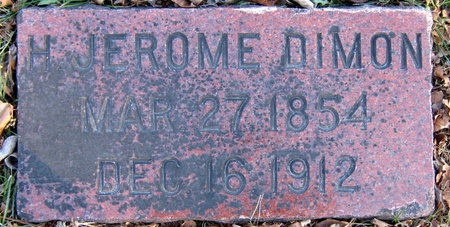 H. JEROME DIMON
MAR. 27, 1854
DEC. 16, 1912